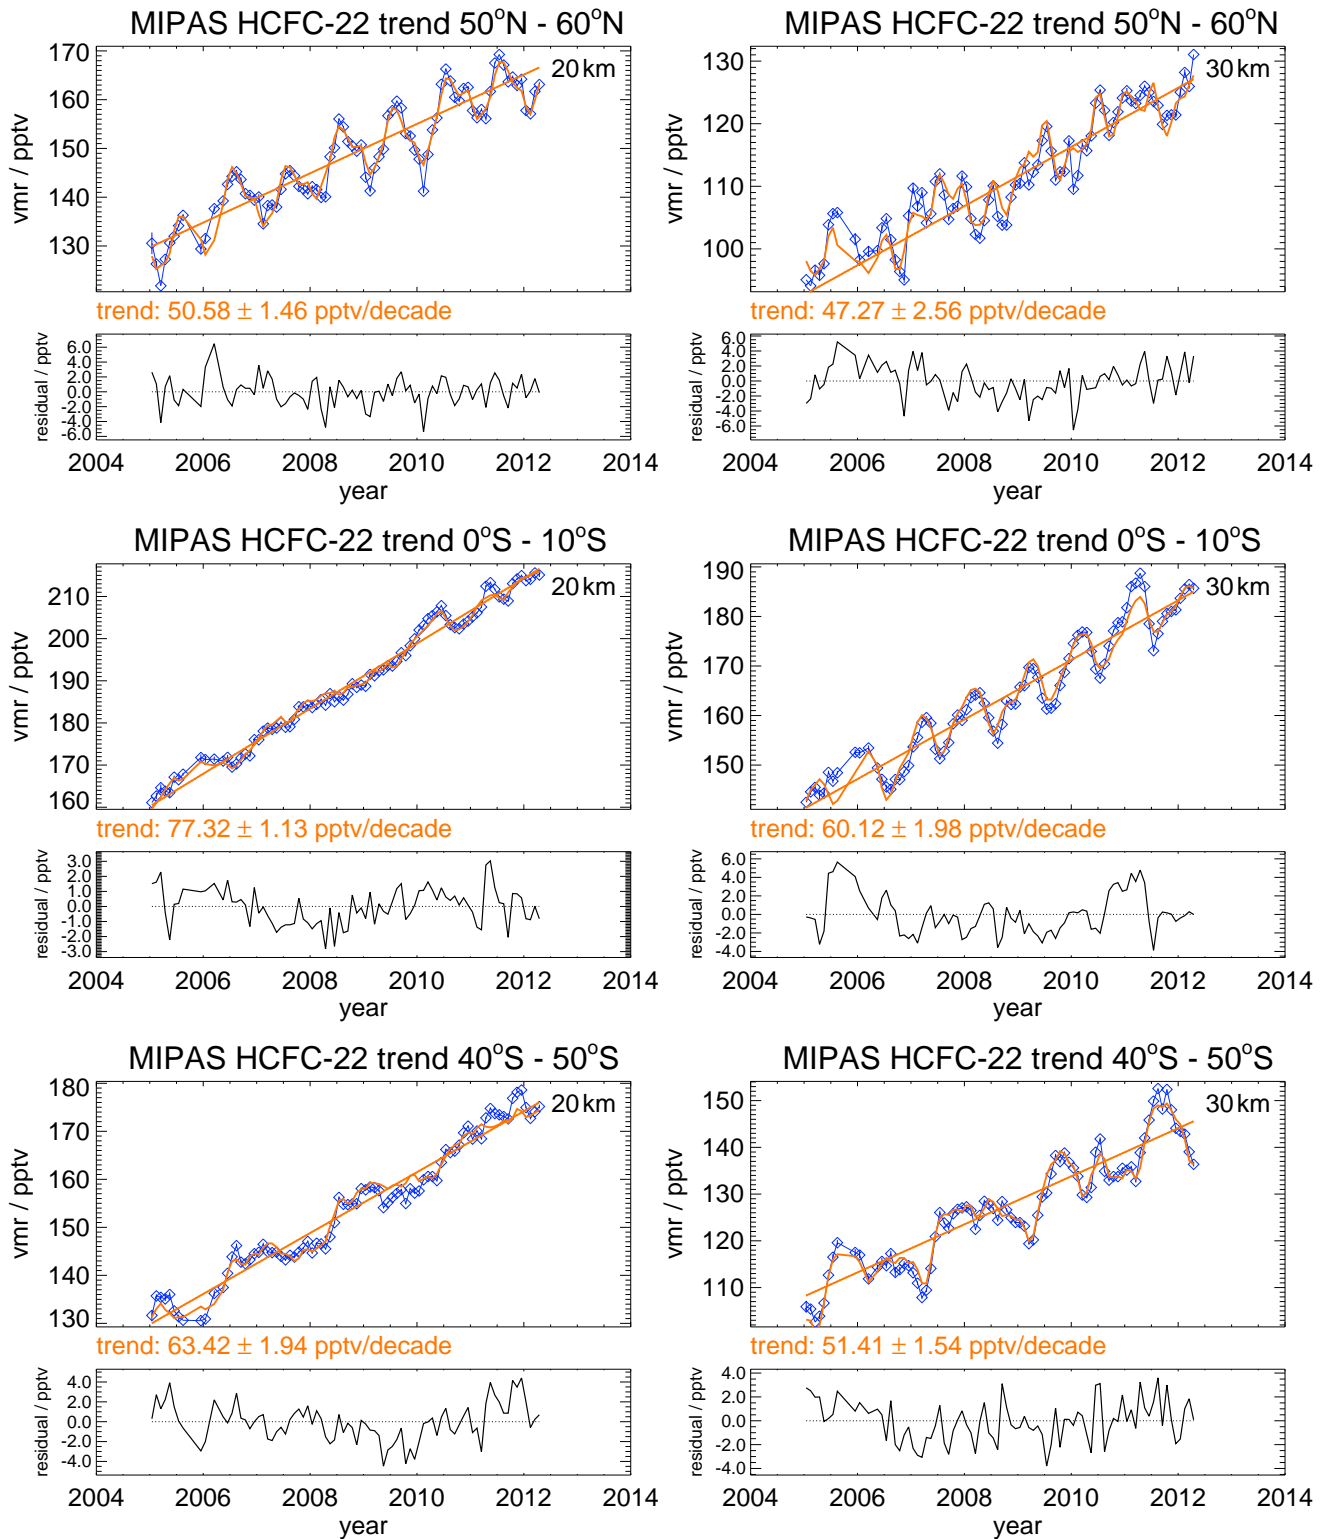 MIPAS HCFC-22 trend 50°N - 60°N
20 km
vmr / pptv
170
160
150
140
130
trend: 50.58 ± 1.46 pptv/decade
residual / pptv
6.0
4.0
2.0
0.0
-2.0
-4.0
-6.0
2004 2006 2008 2010 2012 2014
year
MIPAS HCFC-22 trend 50°N - 60°N
30 km
vmr / pptv
130
120
110
100
trend: 47.27 ± 2.56 pptv/decade
residual / pptv
6.0
4.0
2.0
0.0
-2.0
-4.0
-6.0
2004 2006 2008 2010 2012 2014
year
MIPAS HCFC-22 trend 0°S - 10°S
20 km
vmr / pptv
210
200
190
180
170
160
trend: 77.32 ± 1.13 pptv/decade
residual / pptv
3.0
2.0
1.0
0.0
-1.0
-2.0
-3.0
2004 2006 2008 2010 2012 2014
year
MIPAS HCFC-22 trend 0°S - 10°S
30 km
vmr / pptv
190
180
170
160
150
trend: 60.12 ± 1.98 pptv/decade
residual / pptv
6.0
4.0
2.0
0.0
-2.0
-4.0
2004 2006 2008 2010 2012 2014
year
MIPAS HCFC-22 trend 40°S - 50°S
20 km
vmr / pptv
180
170
160
150
140
130
trend: 63.42 ± 1.94 pptv/decade
residual / pptv
4.0
2.0
0.0
-2.0
-4.0
2004 2006 2008 2010 2012 2014
year
MIPAS HCFC-22 trend 40°S - 50°S
30 km
vmr / pptv
150
140
130
120
110
trend: 51.41 ± 1.54 pptv/decade
residual / pptv
4.0
2.0
0.0
-2.0
-4.0
2004 2006 2008 2010 2012 2014
year